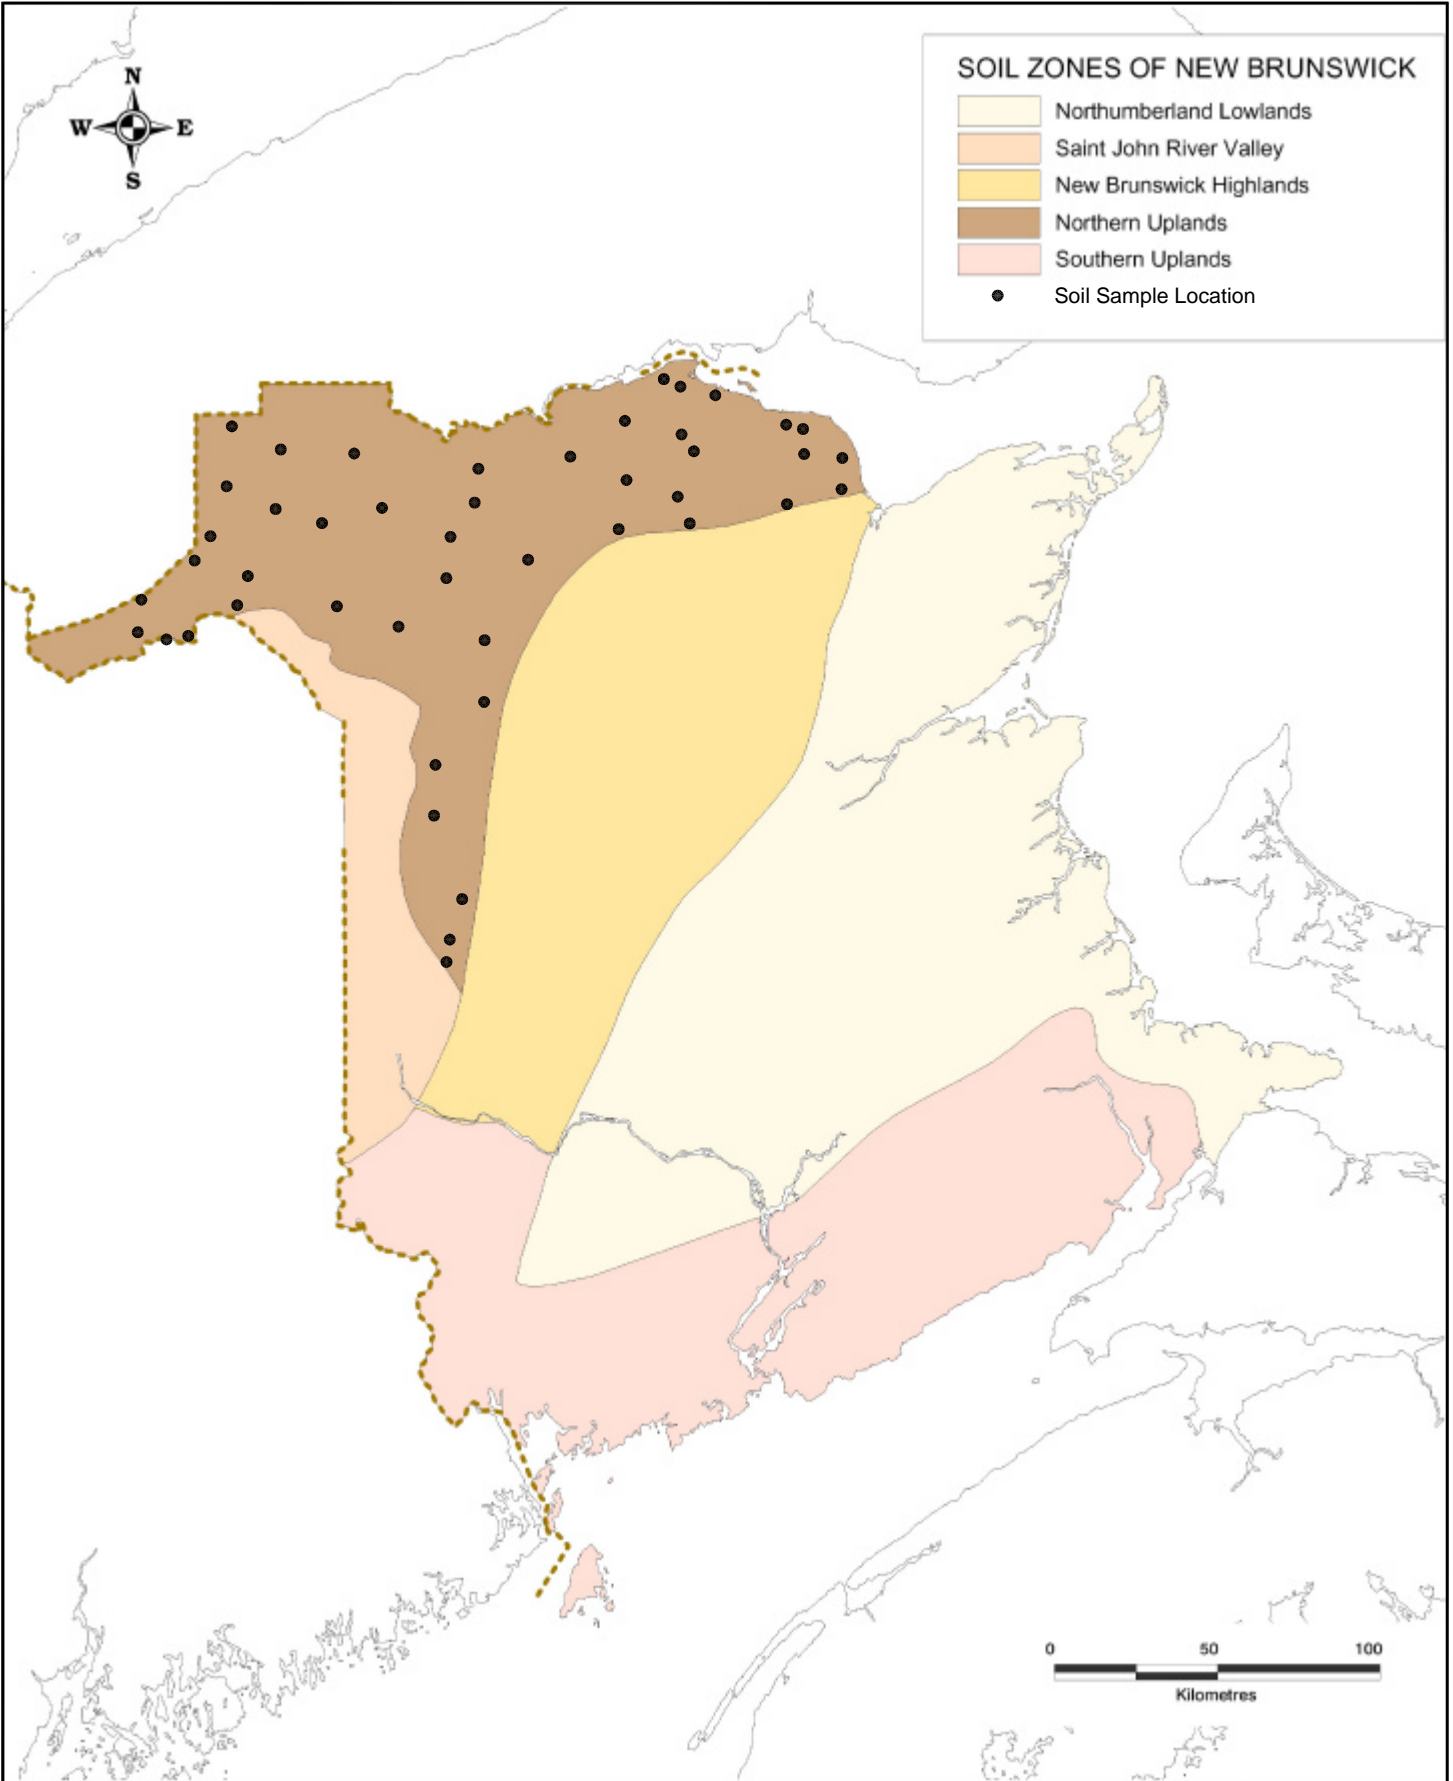 N
W E
S
SOIL ZONES OF NEW BRUNSWICK
Northumberland Lowlands
Saint John River Valley
New Brunswick Highlands
Northern Uplands
Southern Uplands
Soil Sample Location
0 50 100
Kilometres